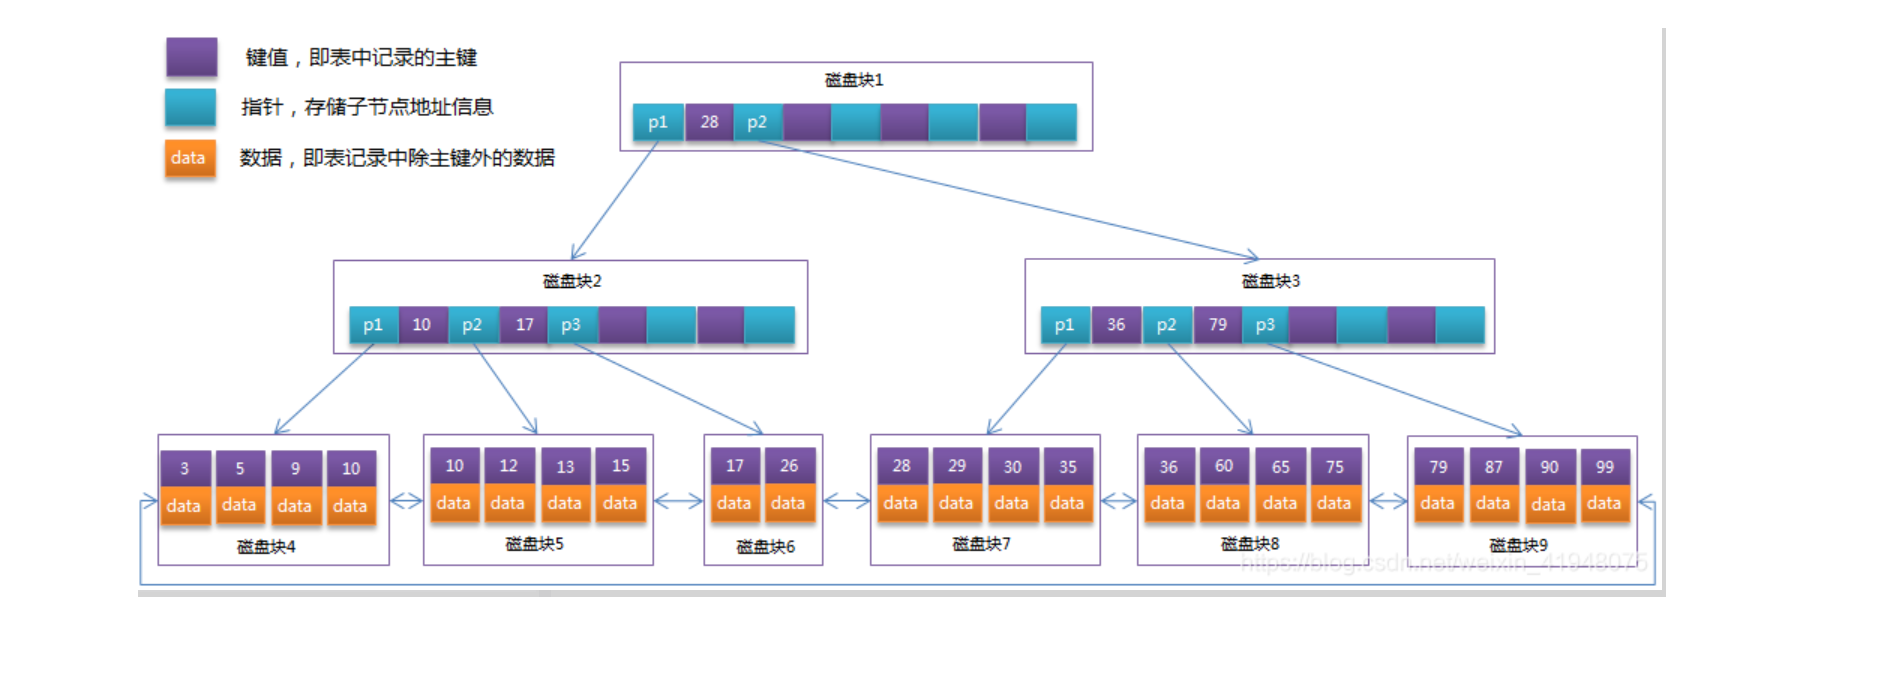 键值，即表中记录的主键
指针，存储子节点地址信息
data 数据，即表记录中除主键外的数据
磁盘块1
p1 28 p2
磁盘块2
p1 10 p2 17 p3
磁盘块3
p1 36 p2 79 p3
3 5 9 10
data data data data
磁盘块4
10 12 13 15
data data data data
磁盘块5
17 26
data data
磁盘块6
28 29 30 35
data data data data
磁盘块7
36 60 65 75
data data data data
磁盘块8
79 87 90 99
data data data data
磁盘块9
https://blog.csdn.net/weixin_41948075